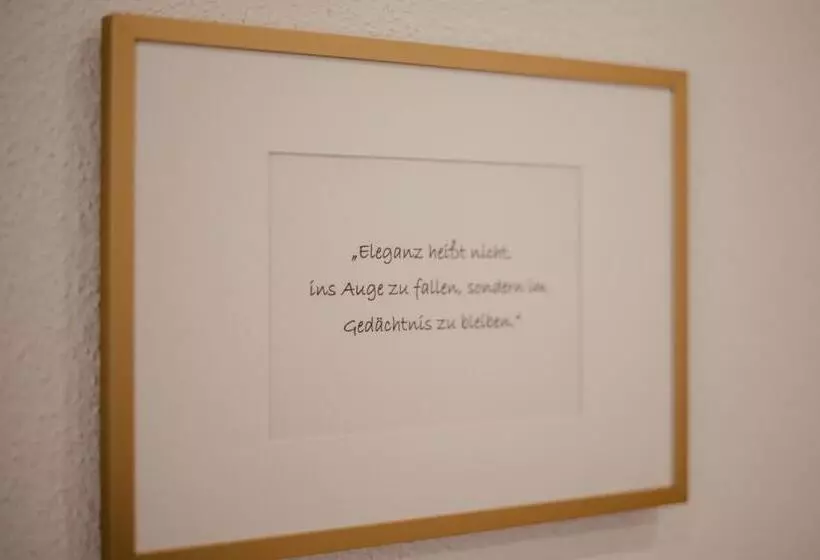 „Eleganz heißt nicht,
ins Auge zu fallen, sondern im
Gedächtnis zu bleiben.“